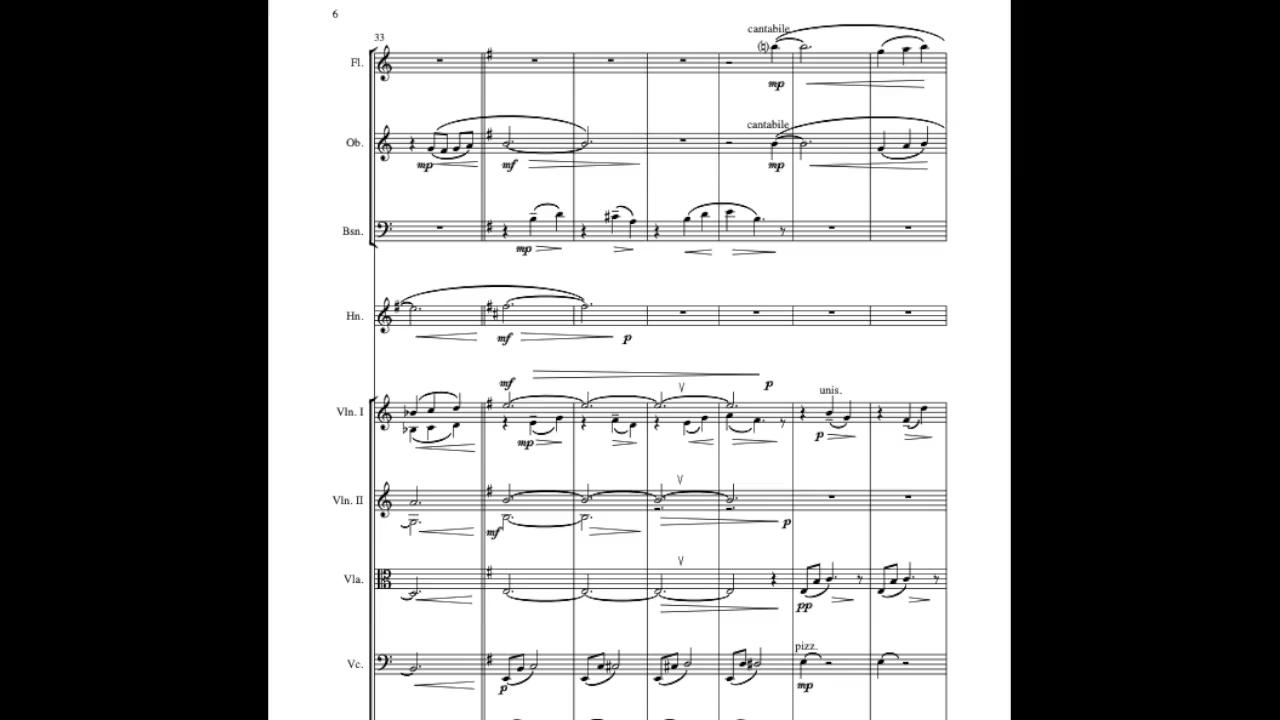 6
33
cantabile
Fl.
mp
cantabile
Ob.
mp mf mp
Bsn.
mp
Hn.
mf p
mf p
unis.
Vln. I
mp p
Vln. II
mf p
Vla.
pp
pizz.
Vc.
p mp